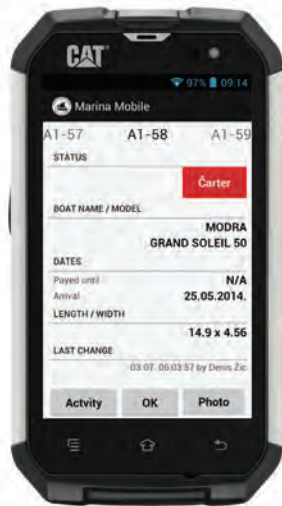 CAT
97% 09:14
Marina Mobile
A1-57 A1-58 A1-59
STATUS
Čarter
BOAT NAME / MODEL
MODRA
GRAND SOLEIL 50
DATES
Payed until N/A
Arrival 25.05.2014.
LENGTH / WIDTH
14.9 x 4.56
LAST CHANGE
03.07. 06:03:57 by Denis Zic
Actvity OK Photo